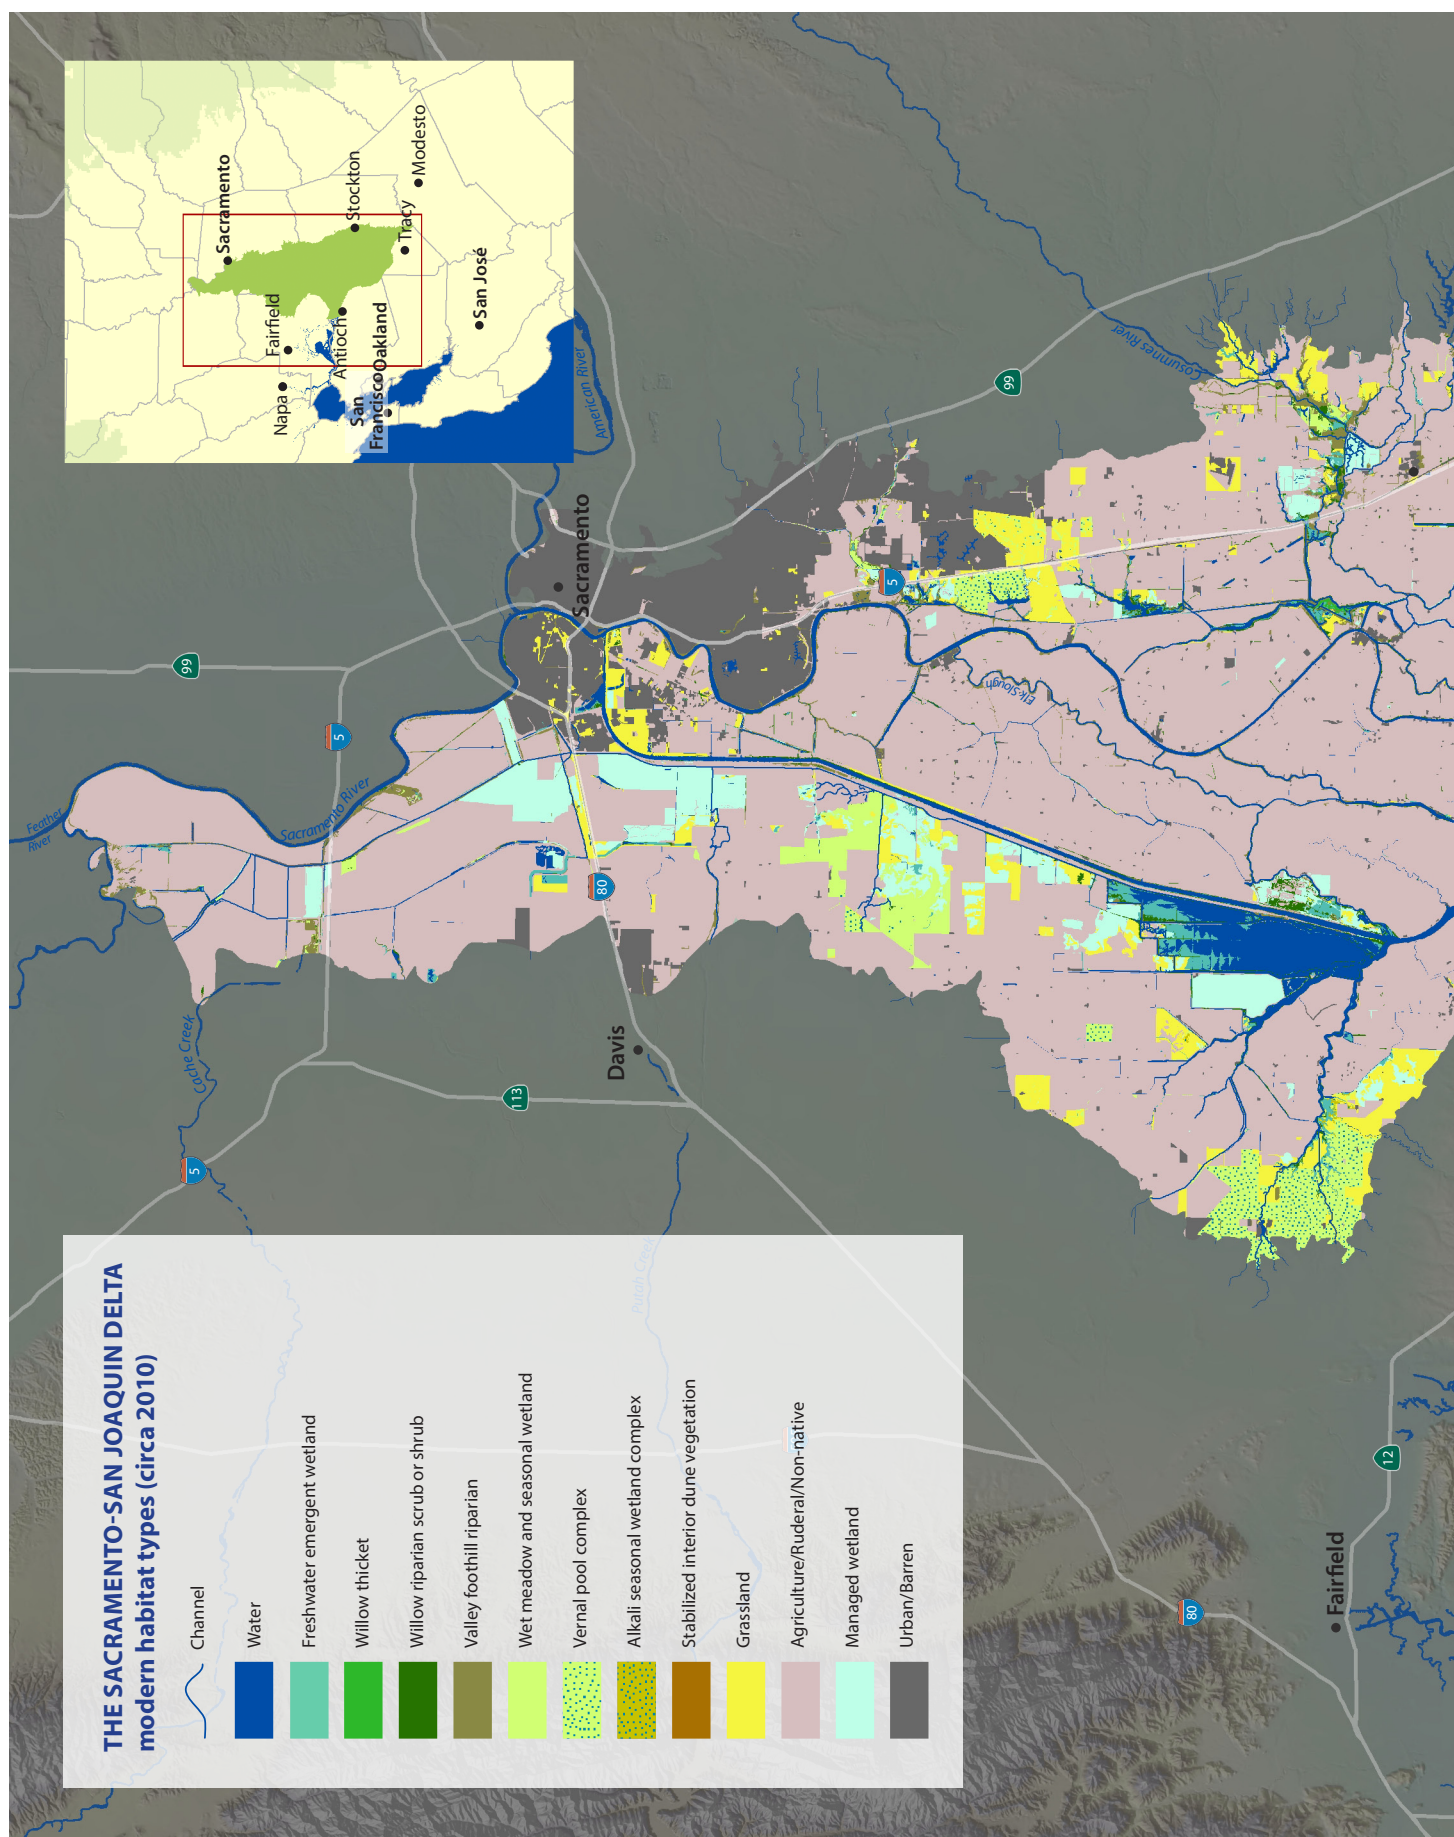 THE SACRAMENTO-SAN JOAQUIN DELTA
modern habitat types (circa 2010)
Channel
Water
Freshwater emergent wetland
Willow thicket
Willow riparian scrub or shrub
Valley foothill riparian
Wet meadow and seasonal wetland
Vernal pool complex
Alkali seasonal wetland complex
Stabilized interior dune vegetation
Grassland
Agriculture/Ruderal/Non-native
Managed wetland
Urban/Barren
Napa
Fairfield
Sacramento
Antioch
Stockton
San
Francisco
Oakland
Tracy
Modesto
San José
Feather
River
Sacramento River
Cache Creek
Putah Creek
American River
Cosumnes River
Elk Slough
Sacramento
Davis
Fairfield
5
113
99
5
80
5
99
80
12